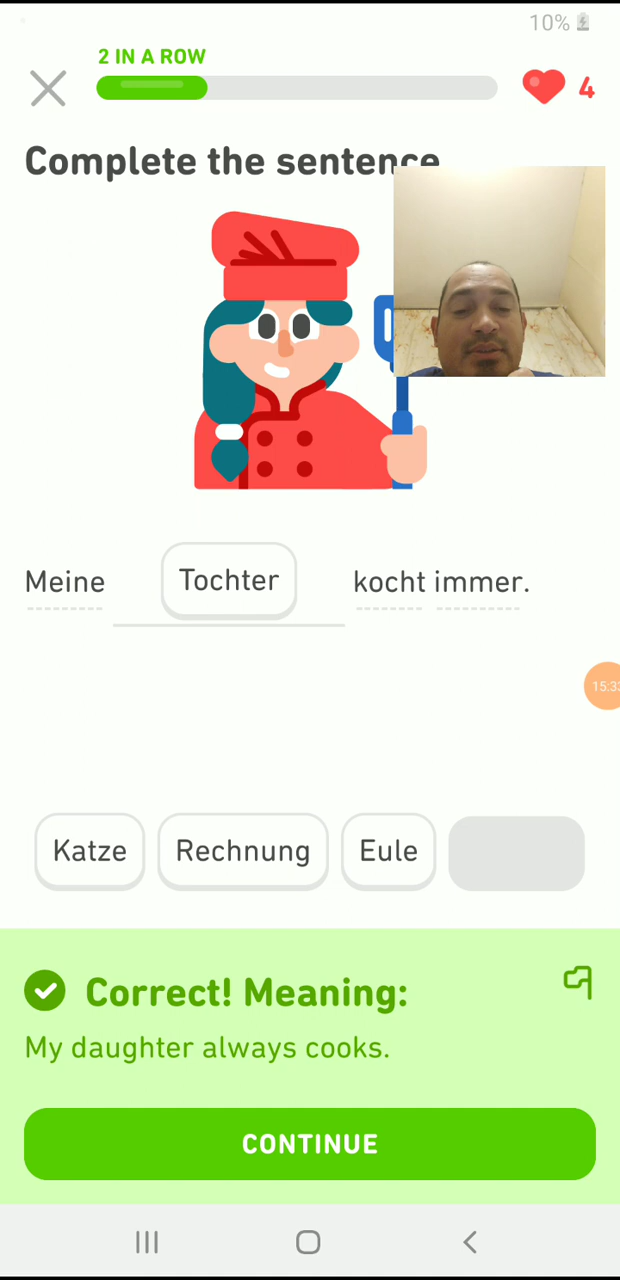 10%
2 IN A ROW
4
Complete the sentence
Meine Tochter kocht immer.
15:33
Katze Rechnung Eule
Correct! Meaning:
My daughter always cooks.
CONTINUE